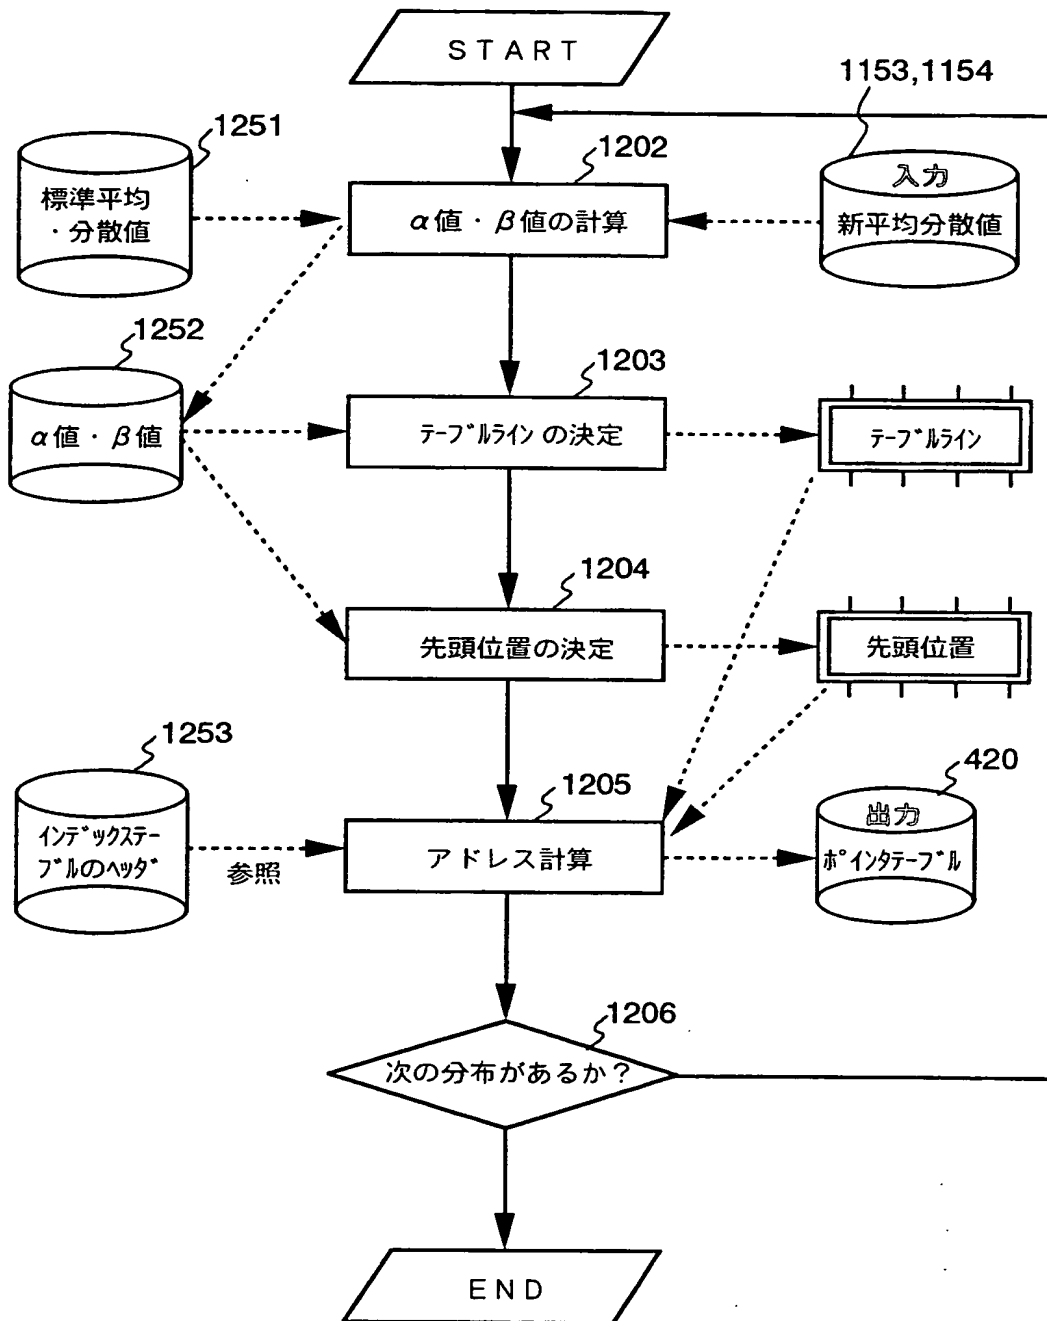 START
1153,1154
1251
標準平均
・分散値
1202
α値・β値の計算
入力
新平均分散値
1252
α値・β値
1203
テーブルラインの決定
テーブルライン
1204
先頭位置の決定
先頭位置
1253
インデックステー
ブルのヘッダ
参照
1205
アドレス計算
420
出力
ポインタテーブル
1206
次の分布があるか?
END